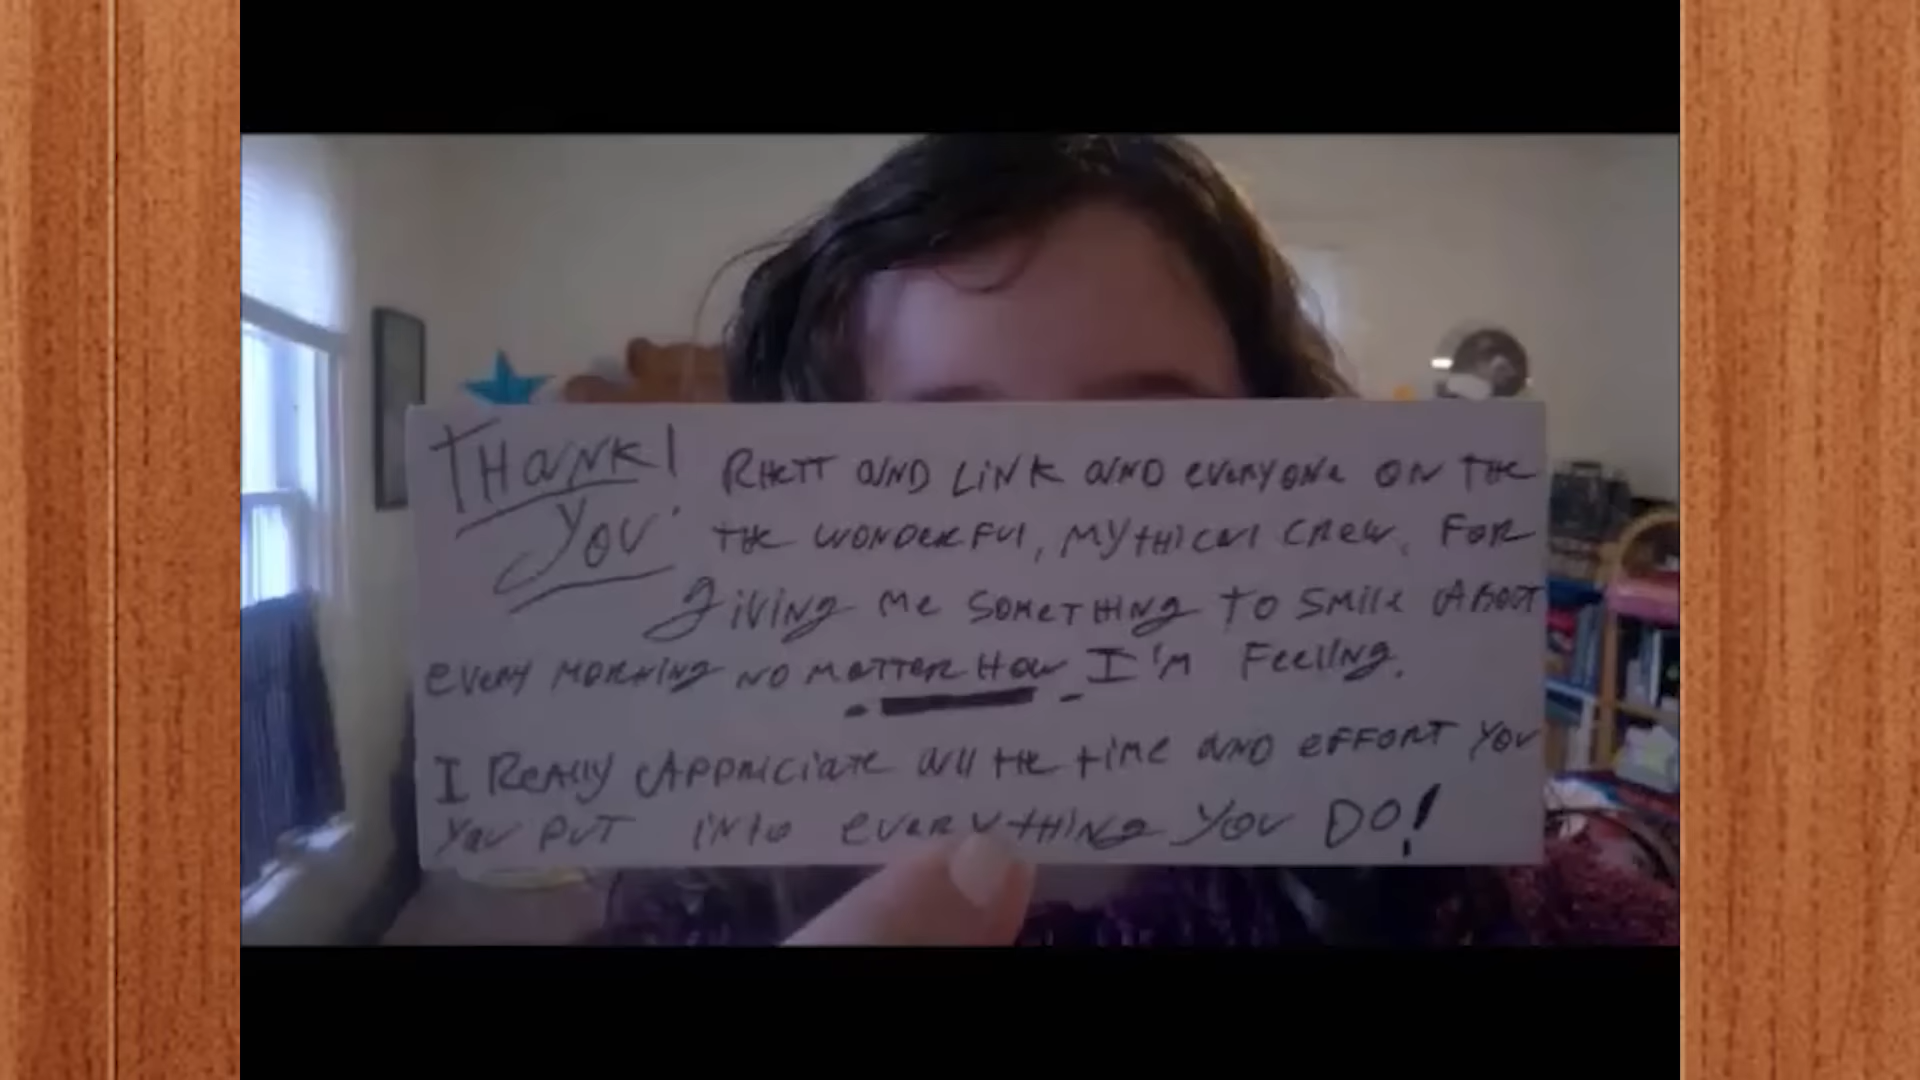 THANK! RHETT AND LINK AND EVERYONE ON THE
YOU! THE WONDERFUL, MYTHICAL CREW, FOR
giving me SOMETHING TO SMILE ABOUT
EVERY MORNING NO MATTER HOW I'M FEELING.
I REALLY APPRICIATE All THE TIME AND EFFORT YOU
YOU PUT INTO EVERYTHING YOU DO!